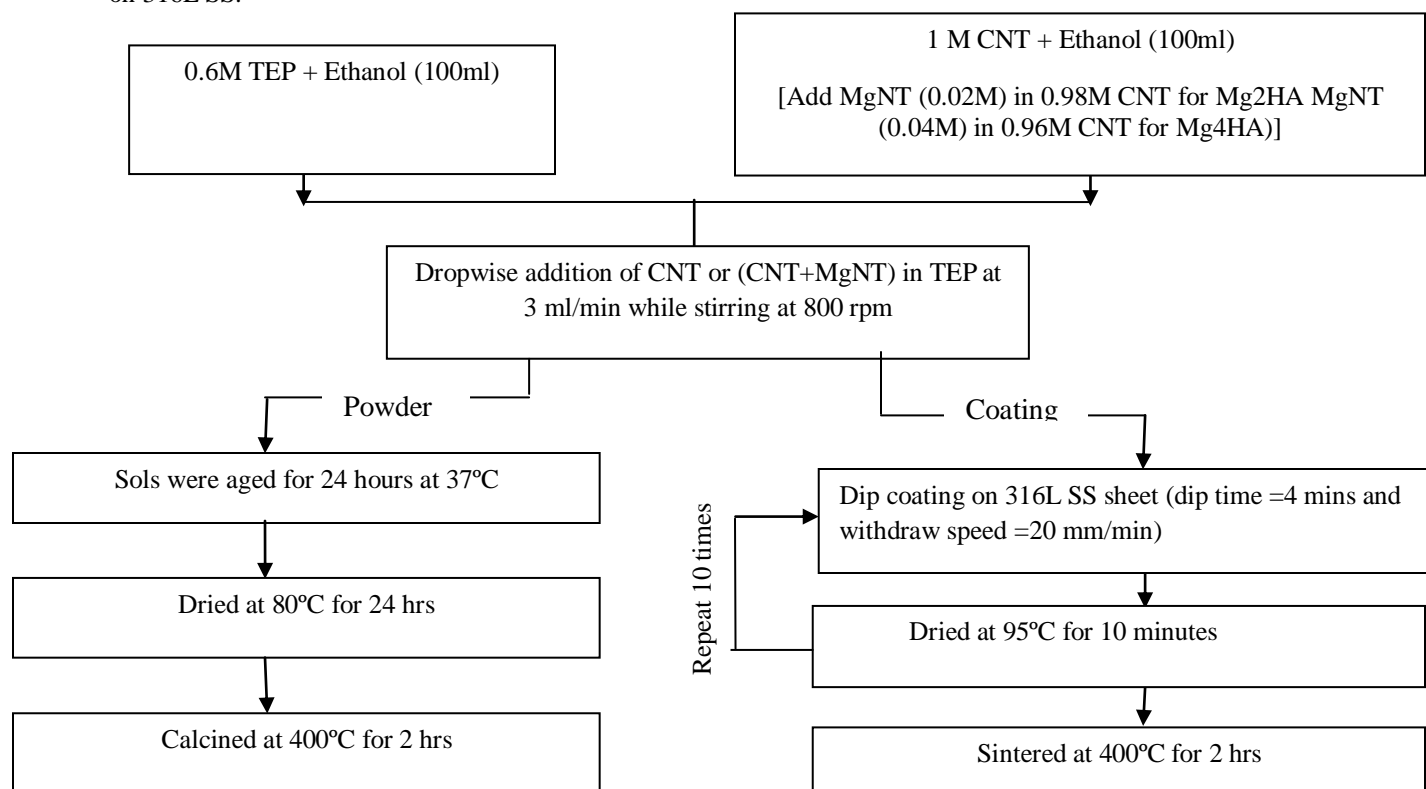 on 316L SS.
0.6M TEP + Ethanol (100ml)
1 M CNT + Ethanol (100ml)
[Add MgNT (0.02M) in 0.98M CNT for Mg2HA MgNT
(0.04M) in 0.96M CNT for Mg4HA)]
Dropwise addition of CNT or (CNT+MgNT) in TEP at
3 ml/min while stirring at 800 rpm
Powder
Coating
Sols were aged for 24 hours at 37ºC
Dip coating on 316L SS sheet (dip time =4 mins and
withdraw speed =20 mm/min)
Repeat 10 times
Dried at 80ºC for 24 hrs
Dried at 95ºC for 10 minutes
Calcined at 400ºC for 2 hrs
Sintered at 400ºC for 2 hrs